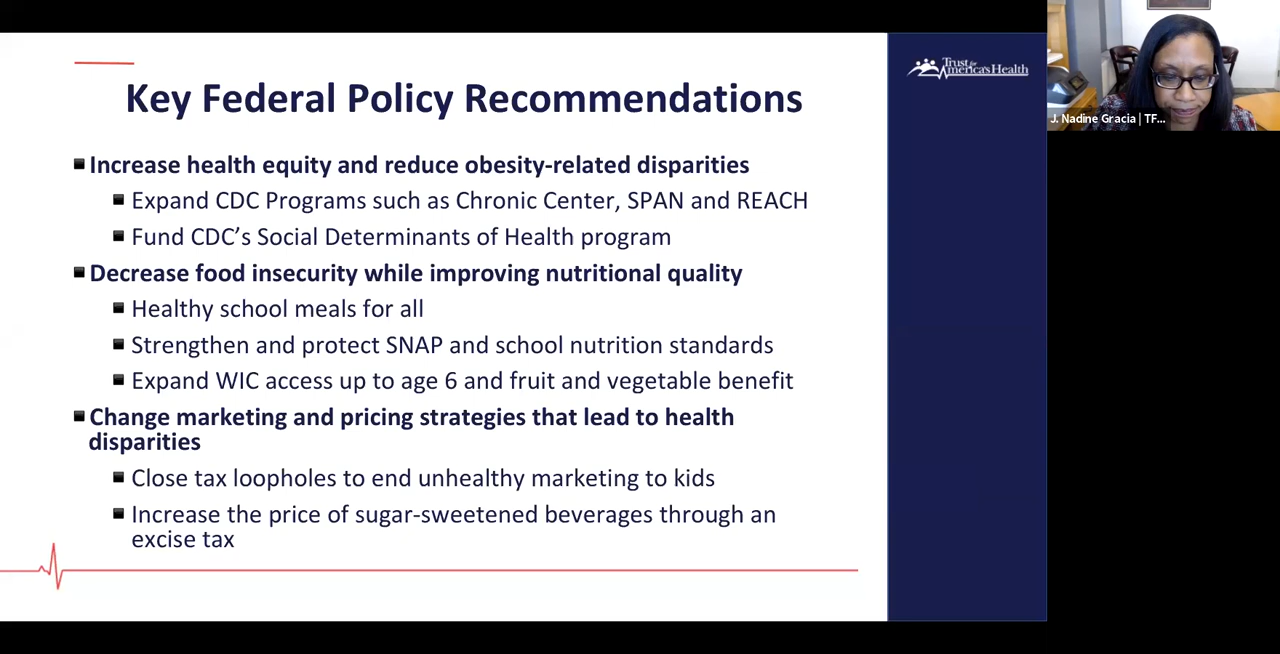 Key Federal Policy Recommendations
Increase health equity and reduce obesity-related disparities
Expand CDC Programs such as Chronic Center, SPAN and REACH
Fund CDC’s Social Determinants of Health program
Decrease food insecurity while improving nutritional quality
Healthy school meals for all
Strengthen and protect SNAP and school nutrition standards
Expand WIC access up to age 6 and fruit and vegetable benefit
Change marketing and pricing strategies that lead to health
disparities
Close tax loopholes to end unhealthy marketing to kids
Increase the price of sugar-sweetened beverages through an
excise tax
Trust for
America's Health
J. Nadine Gracia | TF...